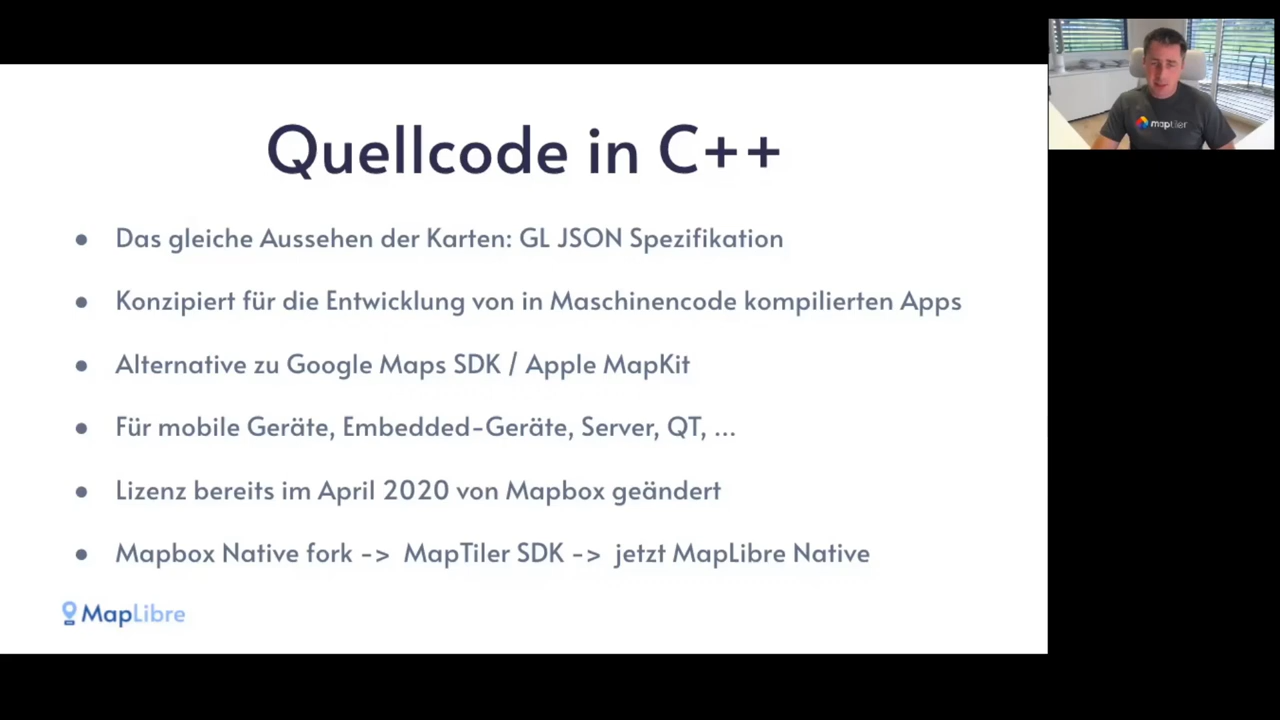 Quellcode in C++
● Das gleiche Aussehen der Karten: GL JSON Spezifikation
● Konzipiert für die Entwicklung von in Maschinencode kompilierten Apps
● Alternative zu Google Maps SDK / Apple MapKit
● Für mobile Geräte, Embedded-Geräte, Server, QT, ...
● Lizenz bereits im April 2020 von Mapbox geändert
● Mapbox Native fork -> MapTiler SDK -> jetzt MapLibre Native
MapLibre
maptiler